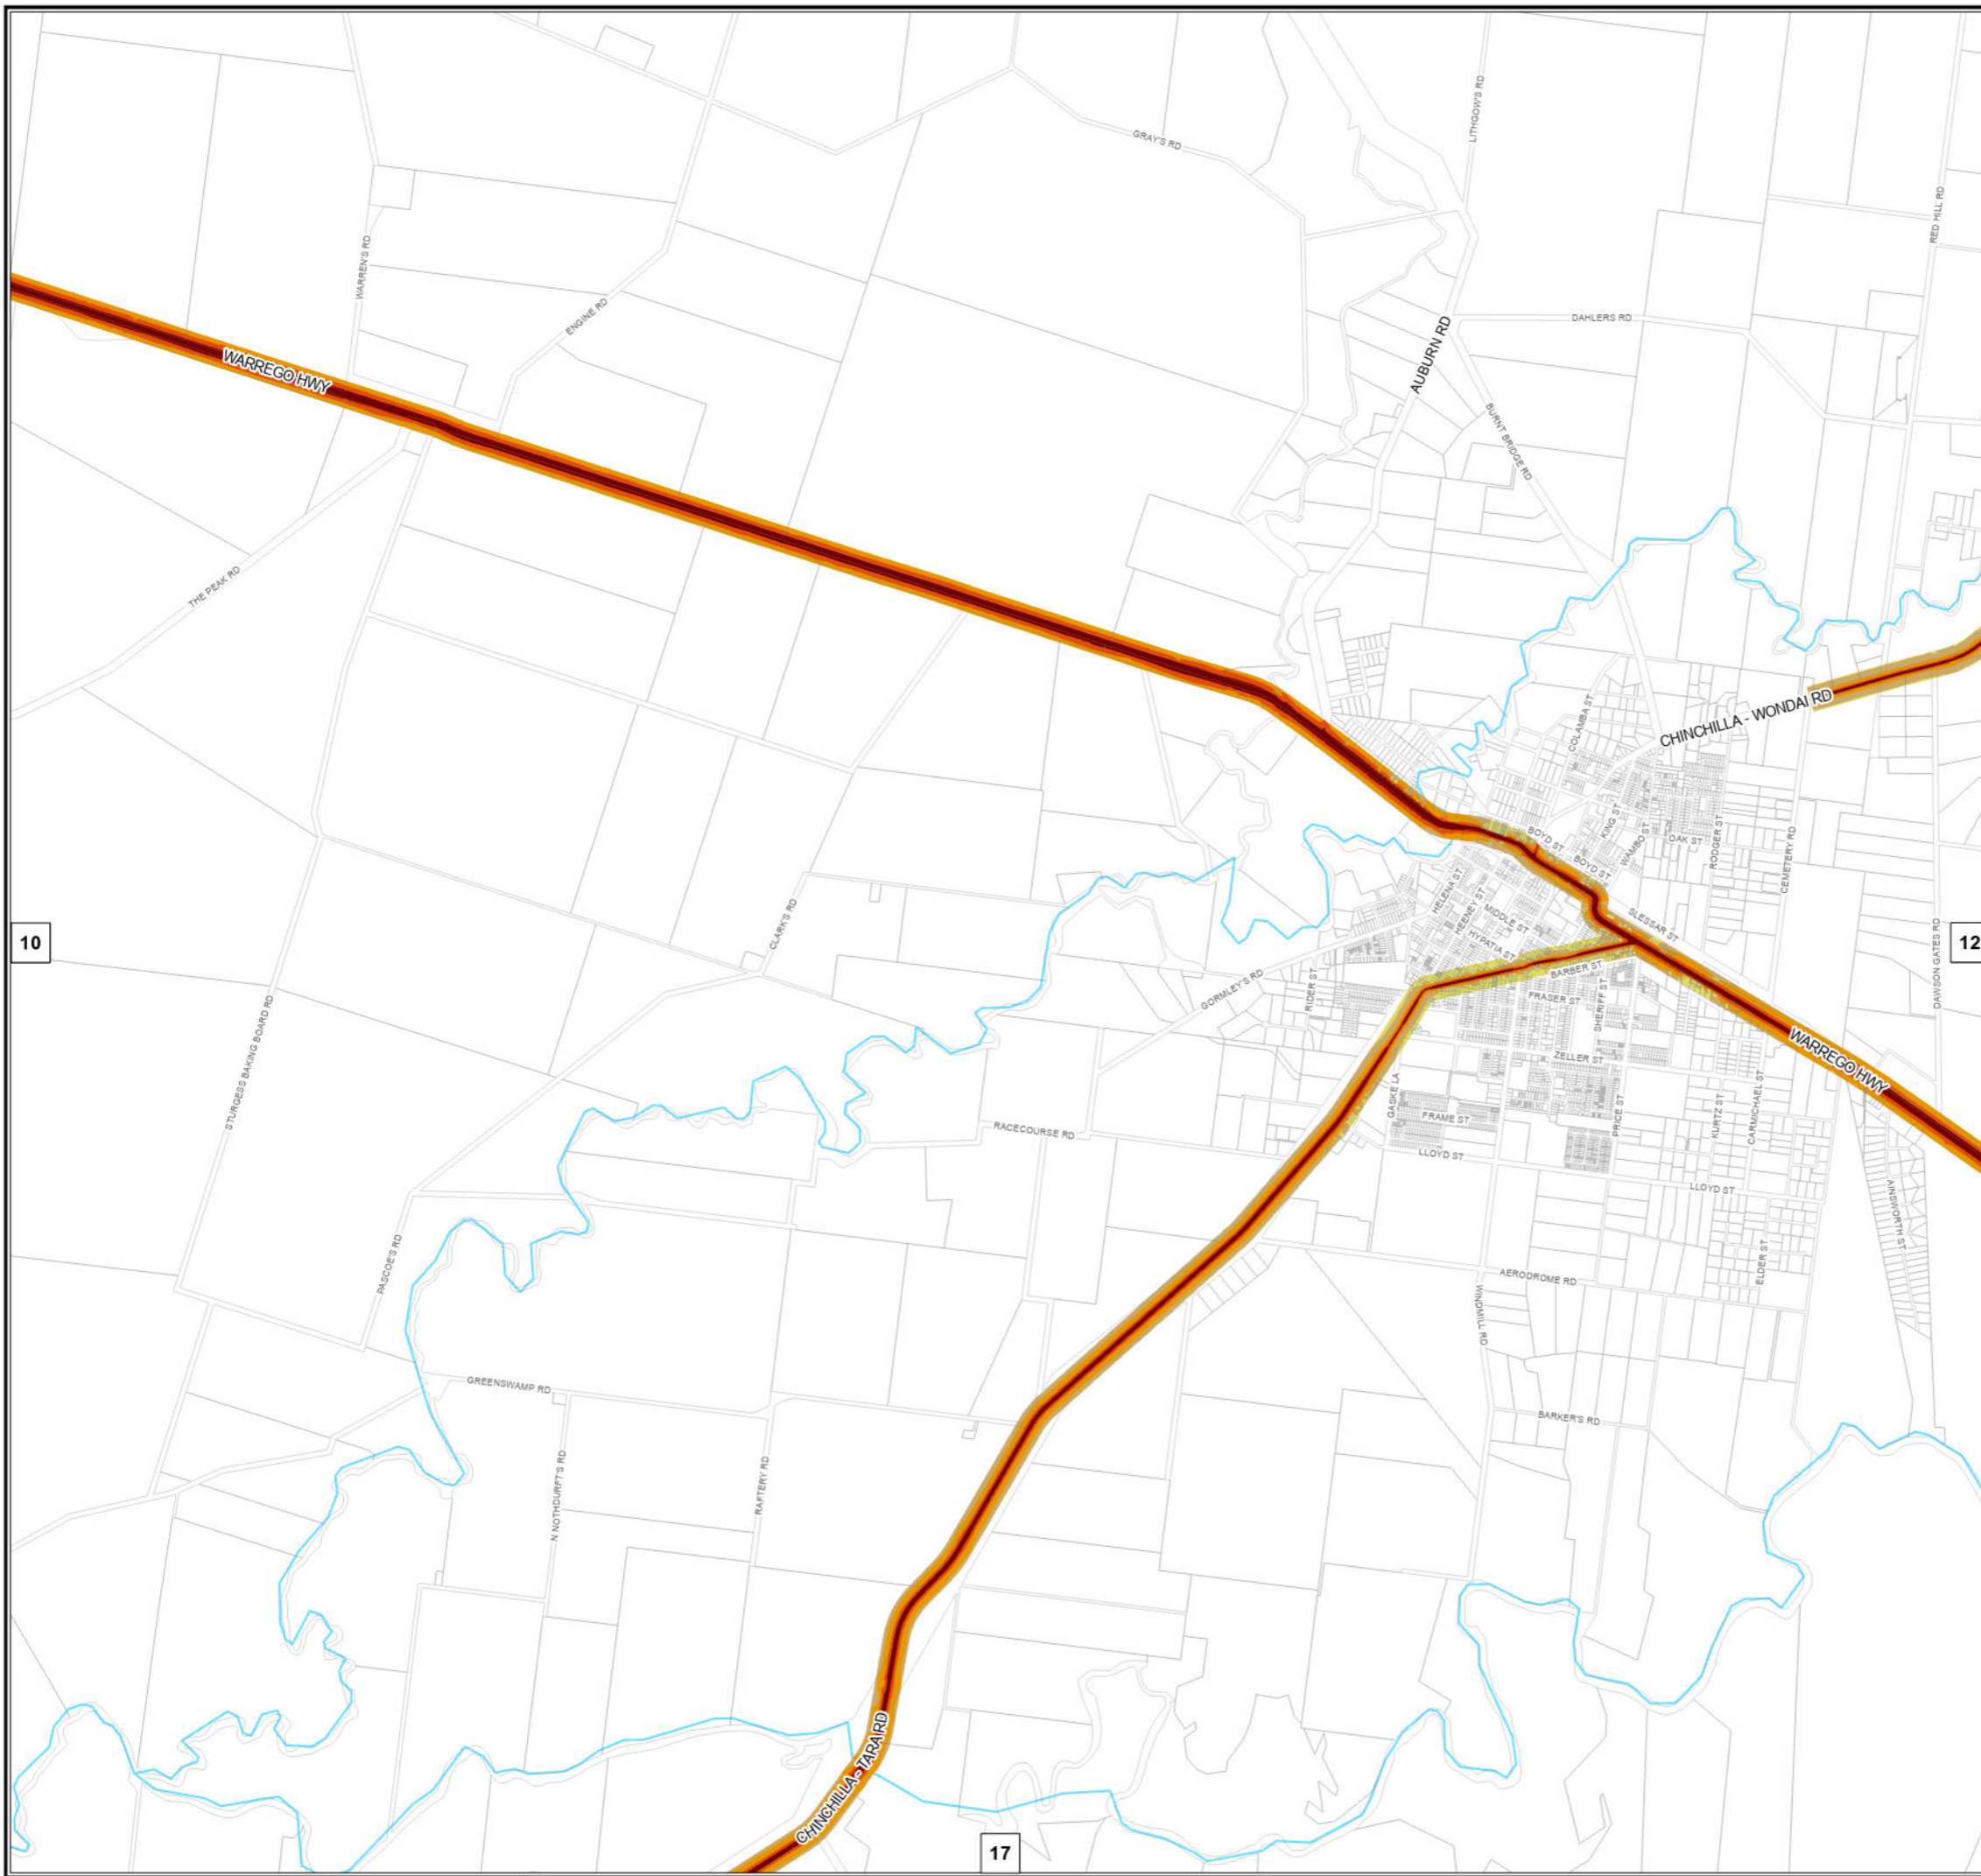 LITHGOW'S RD
GRAY'S RD
RED HILL RD
WARREN'S RD
ENGINE RD
DAHLERS RD
AUBURN RD
WARREGO HWY
BURNT BRIDGE RD
THE PEAK RD
COLAMBA ST
CHINCHILLA - WONDAI RD
KING ST
BOYD ST
WAMBO ST
OAK ST
RODGER ST
CEMETERY RD
BOYD ST
HELENA ST
HEENEY ST
MIDDLE ST
SLESSAR ST
CLARK'S RD
10
HYPATIA ST
12
DAWSON GATES RD
BARBER ST
GORMLEY'S RD
RIDER ST
FRASER ST
SHERIFF ST
STURGESS BAKING BOARD RD
WARREGO HWY
ZELLER ST
GASKE LA
FRAME ST
PRICE ST
KURTZ ST
CARMICHAEL ST
RACECOURSE RD
LLOYD ST
LLOYD ST
AINSWORTH ST
PASCOE'S RD
ELDER ST
AERODROME RD
WINDMILL RD
GREENSWAMP RD
BARKER'S RD
N NOTHDURFT'S RD
RAFTERY RD
CHINCHILLA - TARA RD
17